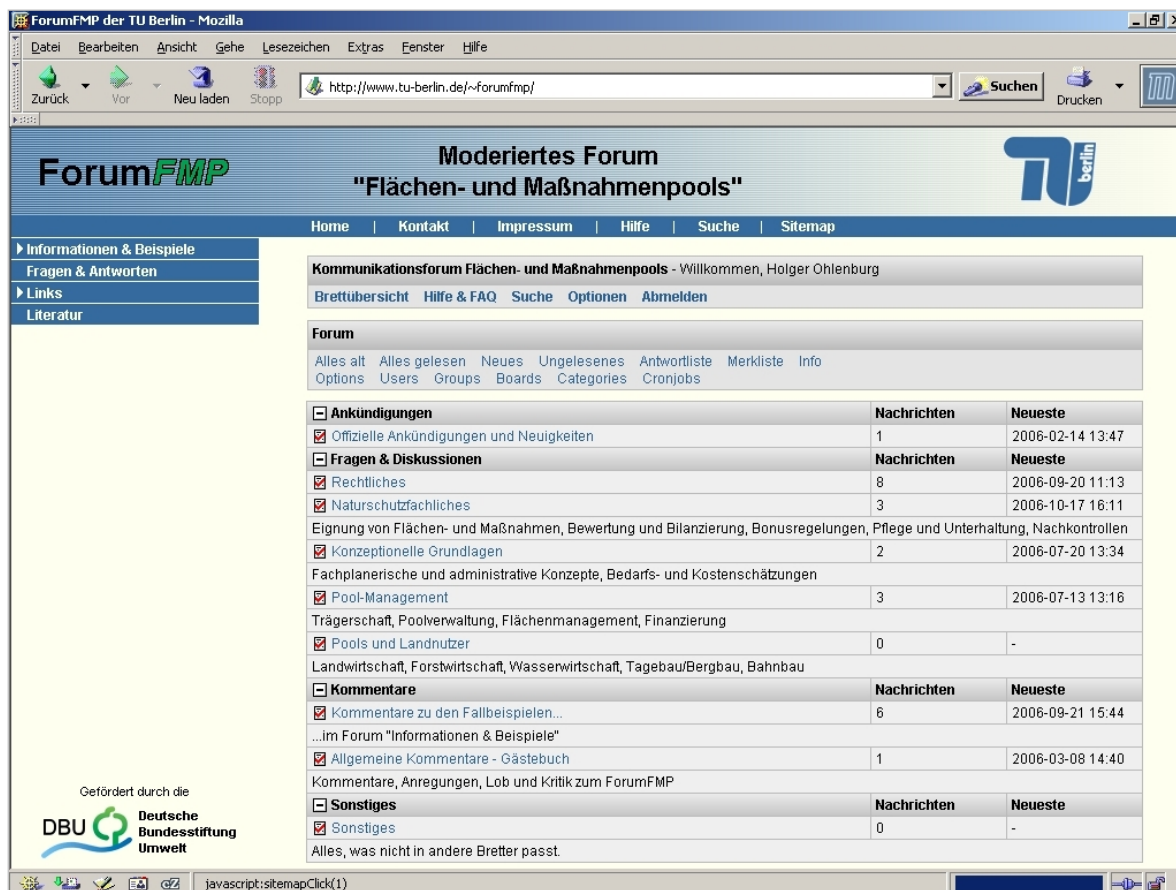 ForumFMP der TU Berlin - Mozilla
Datei Bearbeiten Ansicht Gehe Lesezeichen Extras Fenster Hilfe
Zurück Vor Neu laden Stopp http://www.tu-berlin.de/~forumfmp/ Suchen Drucken
ForumFMP
Moderiertes Forum
"Flächen- und Maßnahmenpools"
TU berlin
Home | Kontakt | Impressum | Hilfe | Suche | Sitemap
Informationen & Beispiele
Fragen & Antworten
Links
Literatur
Kommunikationsforum Flächen- und Maßnahmenpools - Willkommen, Holger Ohlenburg
Brettübersicht Hilfe & FAQ Suche Optionen Abmelden
Forum
Alles alt Alles gelesen Neues Ungelesenes Antwortliste Merkliste Info
Options Users Groups Boards Categories Cronjobs
Ankündigungen Nachrichten Neueste
Offizielle Ankündigungen und Neuigkeiten 1 2006-02-14 13:47
Fragen & Diskussionen Nachrichten Neueste
Rechtliches 8 2006-09-20 11:13
Naturschutzfachliches 3 2006-10-17 16:11
Eignung von Flächen- und Maßnahmen, Bewertung und Bilanzierung, Bonusregelungen, Pflege und Unterhaltung, Nachkontrollen
Konzeptionelle Grundlagen 2 2006-07-20 13:34
Fachplanerische und administrative Konzepte, Bedarfs- und Kostenschätzungen
Pool-Management 3 2006-07-13 13:16
Trägerschaft, Poolverwaltung, Flächenmanagement, Finanzierung
Pools und Landnutzer 0 -
Landwirtschaft, Forstwirtschaft, Wasserwirtschaft, Tagebau/Bergbau, Bahnbau
Kommentare Nachrichten Neueste
Kommentare zu den Fallbeispielen... 6 2006-09-21 15:44
...im Forum "Informationen & Beispiele"
Allgemeine Kommentare - Gästebuch 1 2006-03-08 14:40
Kommentare, Anregungen, Lob und Kritik zum ForumFMP
Sonstiges Nachrichten Neueste
Sonstiges 0 -
Alles, was nicht in andere Bretter passt.
Gefördert durch die
DBU Deutsche
Bundesstiftung
Umwelt
javascript:sitemapClick(1)